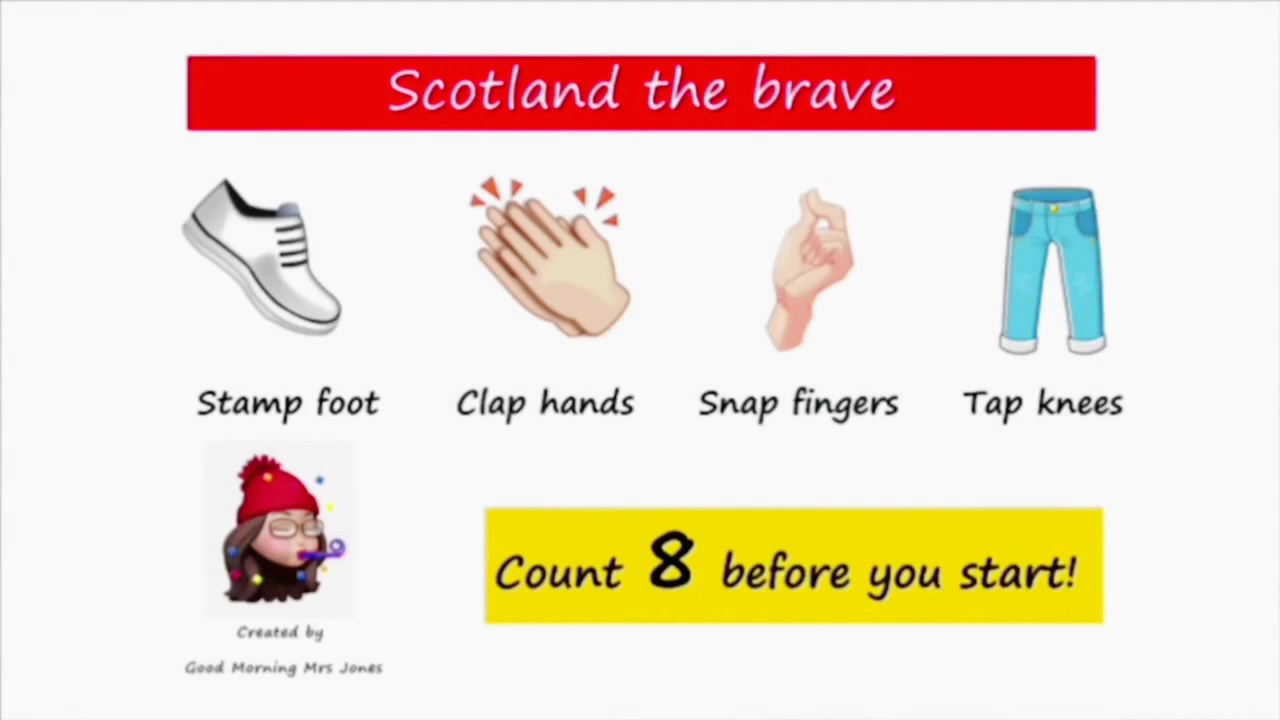 Scotland the brave
Stamp foot
Clap hands
Snap fingers
Tap knees
Count 8 before you start!
Created by
Good Morning Mrs Jones